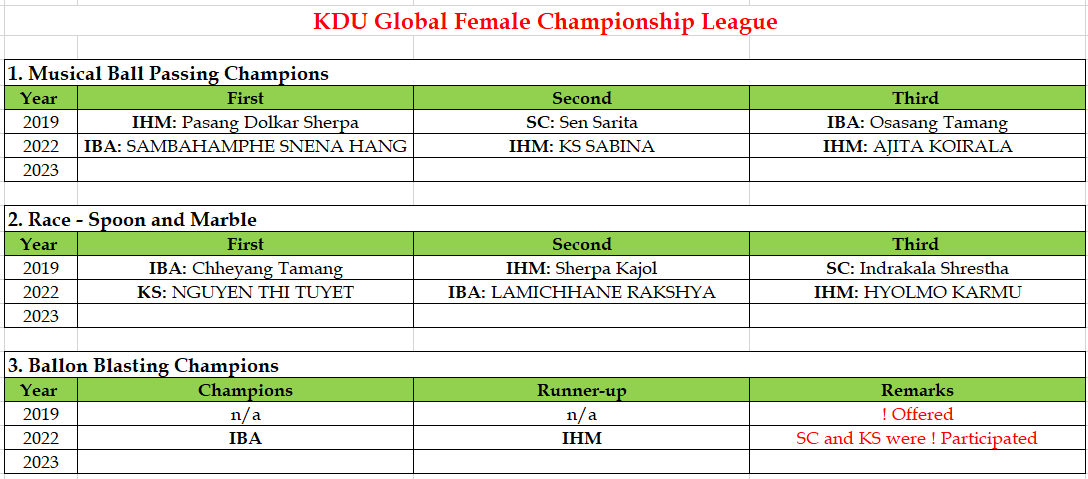 KDU Global Female Championship League
1. Musical Ball Passing Champions
Year First Second Third
2019 IHM: Pasang Dolkar Sherpa SC: Sen Sarita IBA: Osasang Tamang
2022 IBA: SAMBAHAMPHE SNENA HANG IHM: KS SABINA IHM: AJITA KOIRALA
2023
2. Race - Spoon and Marble
Year First Second Third
2019 IBA: Chheyang Tamang IHM: Sherpa Kajol SC: Indrakala Shrestha
2022 KS: NGUYEN THI TUYET IBA: LAMICHHANE RAKSHYA IHM: HYOLMO KARMU
2023
3. Ballon Blasting Champions
Year Champions Runner-up Remarks
2019 n/a n/a ! Offered
2022 IBA IHM SC and KS were ! Participated
2023